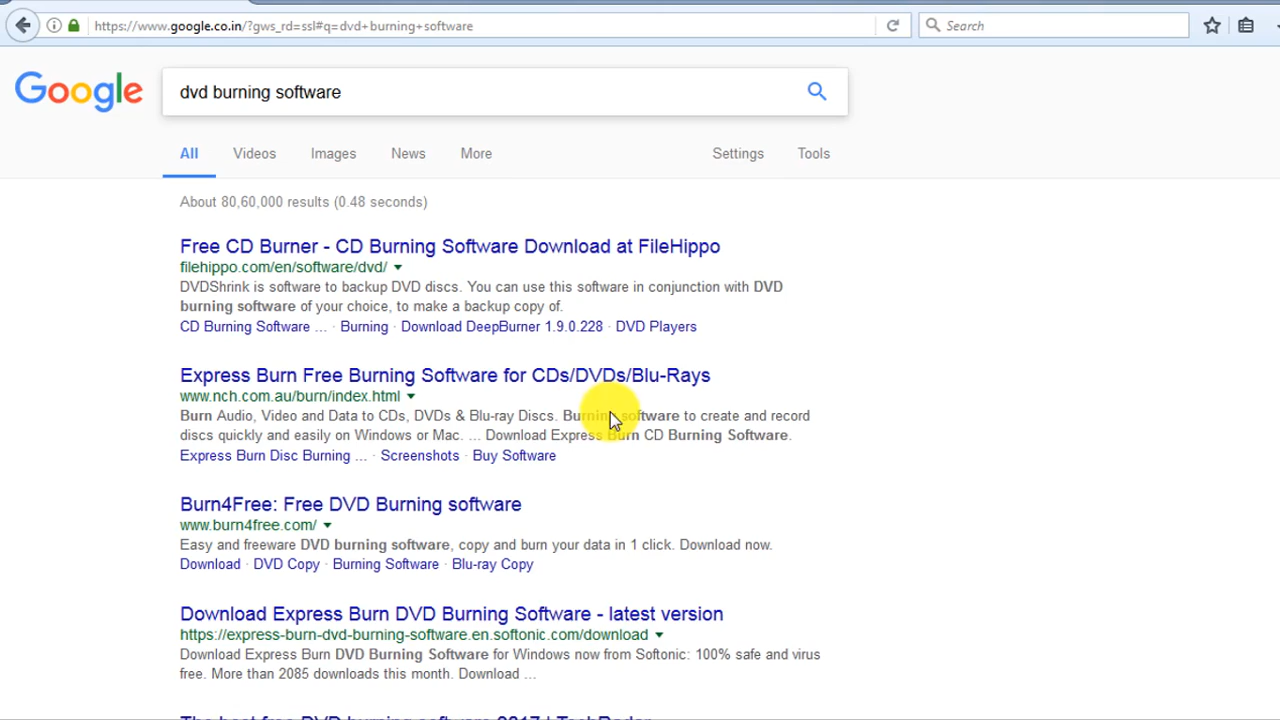 https://www.google.co.in/?gws_rd=ssl#q=dvd+burning+software
Search
Google
dvd burning software
All Videos Images News More Settings Tools
About 80,60,000 results (0.48 seconds)
Free CD Burner - CD Burning Software Download at FileHippo
filehippo.com/en/software/dvd/
DVDShrink is software to backup DVD discs. You can use this software in conjunction with DVD
burning software of your choice, to make a backup copy of.
CD Burning Software ... · Burning · Download DeepBurner 1.9.0.228 · DVD Players
Express Burn Free Burning Software for CDs/DVDs/Blu-Rays
www.nch.com.au/burn/index.html
Burn Audio, Video and Data to CDs, DVDs & Blu-ray Discs. Burning software to create and record
discs quickly and easily on Windows or Mac. ... Download Express Burn CD Burning Software.
Express Burn Disc Burning ... · Screenshots · Buy Software
Burn4Free: Free DVD Burning software
www.burn4free.com/
Easy and freeware DVD burning software, copy and burn your data in 1 click. Download now.
Download · DVD Copy · Burning Software · Blu-ray Copy
Download Express Burn DVD Burning Software - latest version
https://express-burn-dvd-burning-software.en.softonic.com/download
Download Express Burn DVD Burning Software for Windows now from Softonic: 100% safe and virus
free. More than 2085 downloads this month. Download ...
The best free DVD burning software 2017 | TechRadar